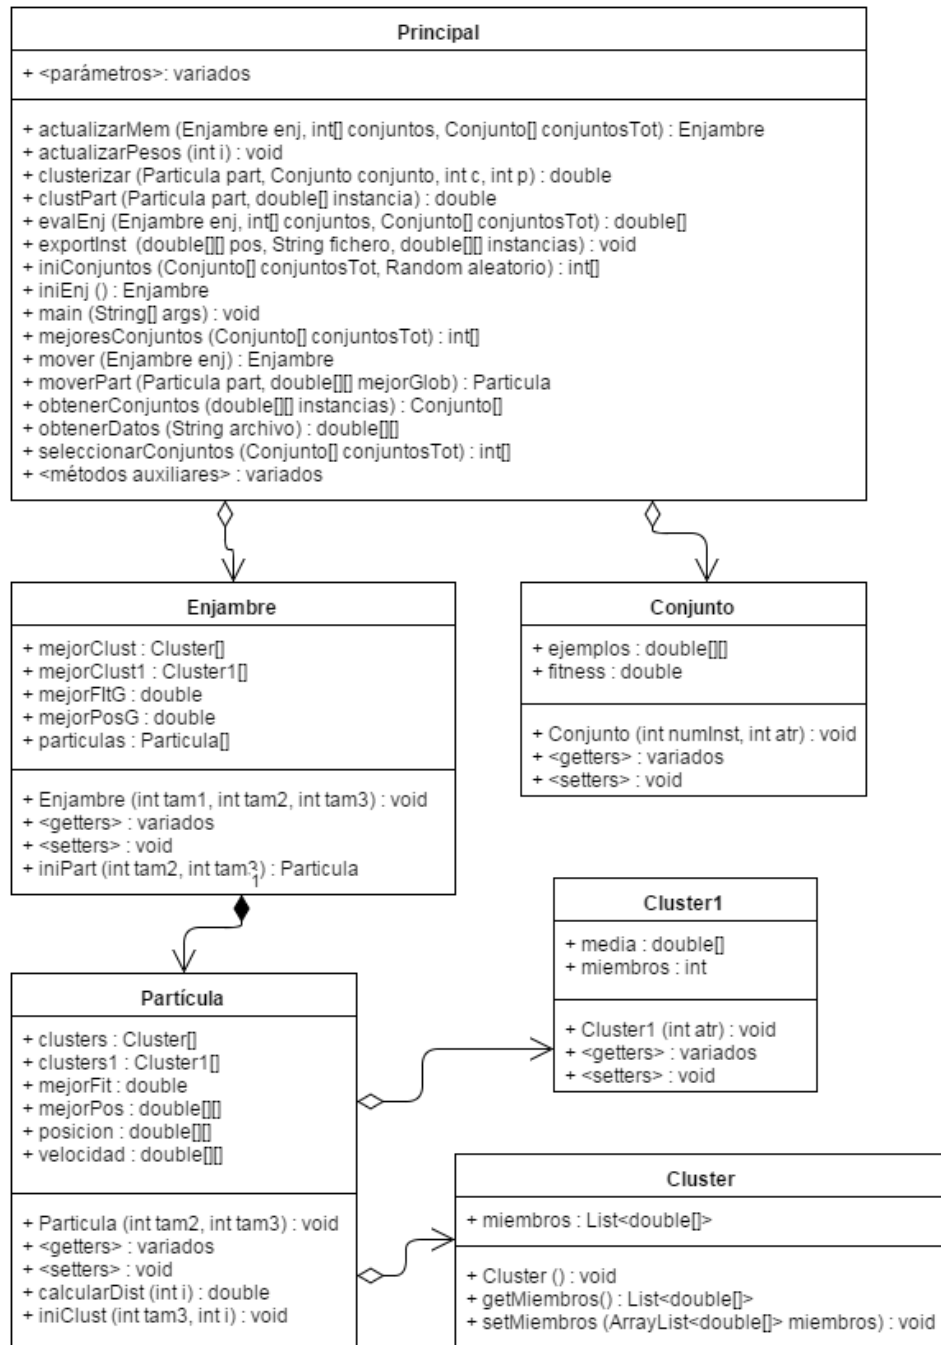 Principal
+ <parámetros>: variados
+ actualizarMem (Enjambre enj, int[] conjuntos, Conjunto[] conjuntosTot) : Enjambre
+ actualizarPesos (int i) : void
+ clusterizar (Particula part, Conjunto conjunto, int c, int p) : double
+ clustPart (Particula part, double[] instancia) : double
+ evalEnj (Enjambre enj, int[] conjuntos, Conjunto[] conjuntosTot) : double[]
+ exportInst (double[][] pos, String fichero, double[][] instancias) : void
+ iniConjuntos (Conjunto[] conjuntosTot, Random aleatorio) : int[]
+ iniEnj () : Enjambre
+ main (String[] args) : void
+ mejoresConjuntos (Conjunto[] conjuntosTot) : int[]
+ mover (Enjambre enj) : Enjambre
+ moverPart (Particula part, double[][] mejorGlob) : Particula
+ obtenerConjuntos (double[][] instancias) : Conjunto[]
+ obtenerDatos (String archivo) : double[][]
+ seleccionarConjuntos (Conjunto[] conjuntosTot) : int[]
+ <métodos auxiliares> : variados
Enjambre
+ mejorClust : Cluster[]
+ mejorClust1 : Cluster1[]
+ mejorFItG : double
+ mejorPosG : double
+ particulas : Particula[]
+ Enjambre (int tam1, int tam2, int tam3) : void
+ <getters> : variados
+ <setters> : void
+ iniPart (int tam2, int tam3) : Particula
1
Conjunto
+ ejemplos : double[][]
+ fitness : double
+ Conjunto (int numInst, int atr) : void
+ <getters> : variados
+ <setters> : void
Cluster1
+ media : double[]
+ miembros : int
+ Cluster1 (int atr) : void
+ <getters> : variados
+ <setters> : void
Partícula
+ clusters : Cluster[]
+ clusters1 : Cluster1[]
+ mejorFit : double
+ mejorPos : double[][]
+ posicion : double[][]
+ velocidad : double[][]
+ Particula (int tam2, int tam3) : void
+ <getters> : variados
+ <setters> : void
+ calcularDist (int i) : double
+ iniClust (int tam3, int i) : void
Cluster
+ miembros : List<double[]>
+ Cluster () : void
+ getMiembros() : List<double[]>
+ setMiembros (ArrayList<double[]> miembros) : void